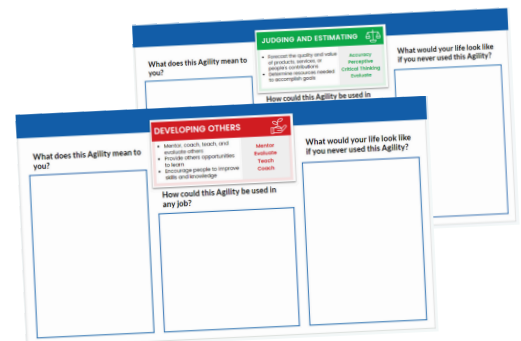 What does this Agility mean to
you?
JUDGING AND ESTIMATING
• Forecast the quality and value
of products, services, or
people's contributions
• Determine resources needed
to accomplish goals
Accuracy
Perceptive
Critical Thinking
Evaluate
How could this Agility be used in
What would your life look like
if you never used this Agility?
What does this Agility mean to
you?
DEVELOPING OTHERS
• Mentor, coach, teach, and
evaluate others
• Provide others opportunities
to learn
• Encourage people to improve
skills and knowledge
Mentor
Evaluate
Teach
Coach
How could this Agility be used in
any job?
What would your life look like
if you never used this Agility?